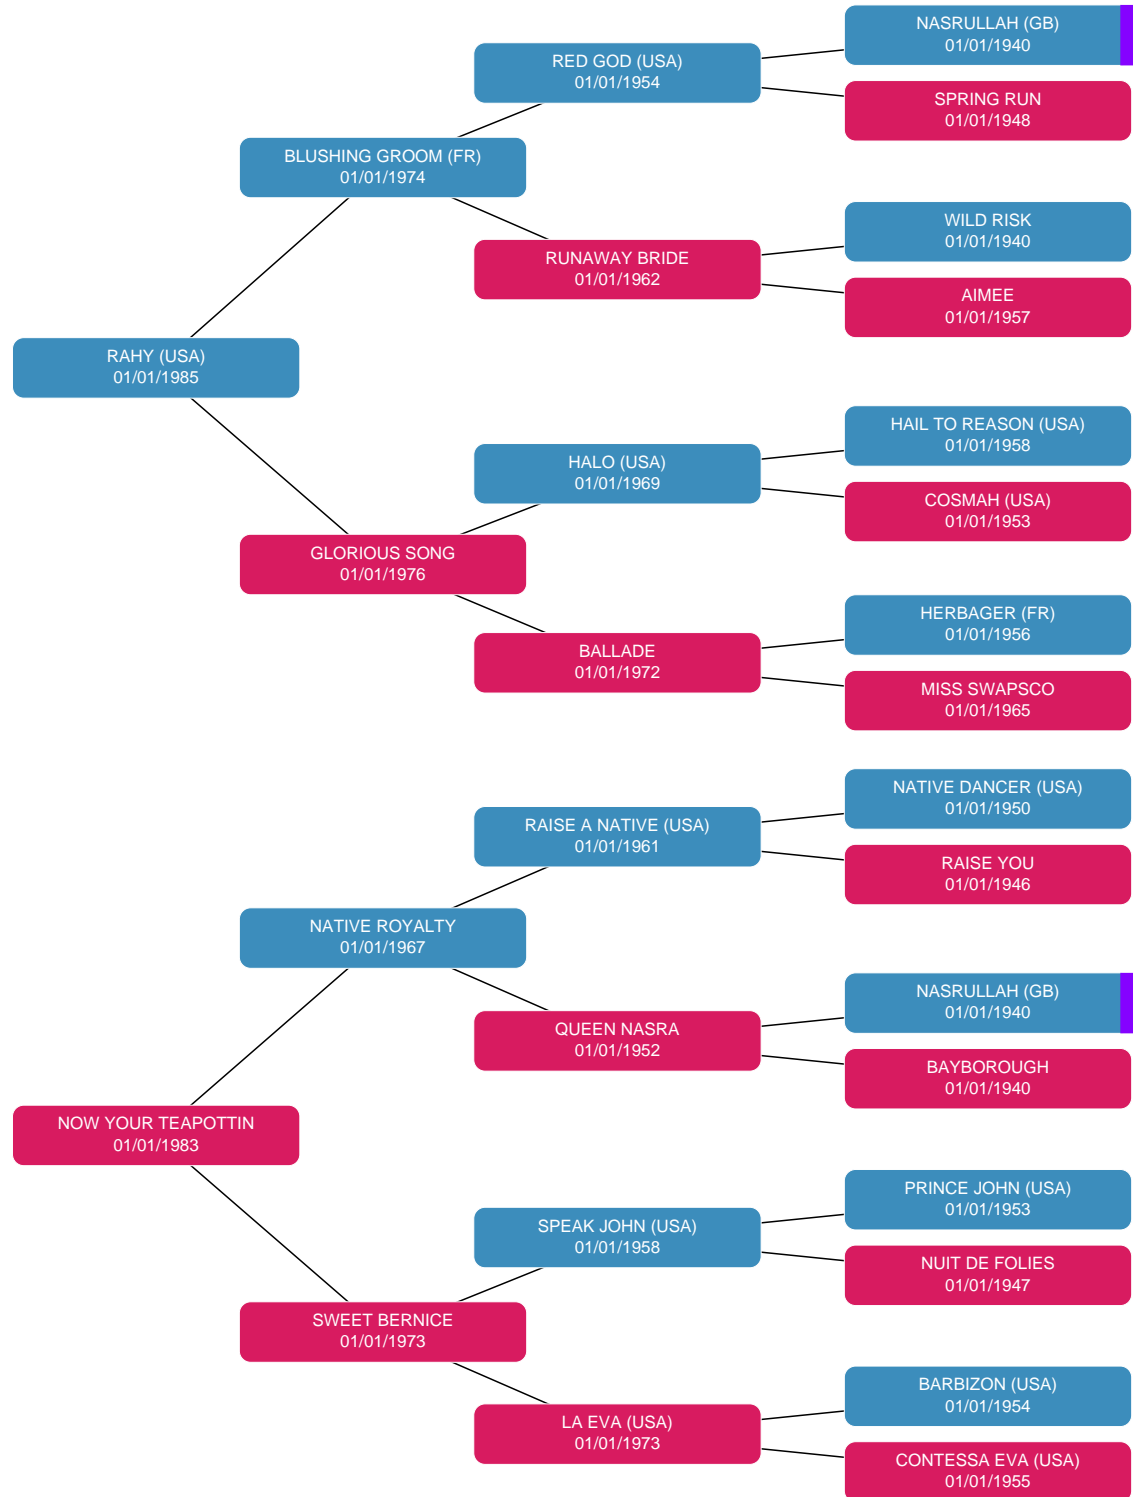 NASRULLAH (GB)
01/01/1940
RED GOD (USA)
01/01/1954
SPRING RUN
01/01/1948
BLUSHING GROOM (FR)
01/01/1974
WILD RISK
01/01/1940
RUNAWAY BRIDE
01/01/1962
AIMEE
01/01/1957
RAHY (USA)
01/01/1985
HAIL TO REASON (USA)
01/01/1958
HALO (USA)
01/01/1969
COSMAH (USA)
01/01/1953
GLORIOUS SONG
01/01/1976
HERBAGER (FR)
01/01/1956
BALLADE
01/01/1972
MISS SWAPSCO
01/01/1965
NATIVE DANCER (USA)
01/01/1950
RAISE A NATIVE (USA)
01/01/1961
RAISE YOU
01/01/1946
NATIVE ROYALTY
01/01/1967
NASRULLAH (GB)
01/01/1940
QUEEN NASRA
01/01/1952
BAYBOROUGH
01/01/1940
NOW YOUR TEAPOTTIN
01/01/1983
PRINCE JOHN (USA)
01/01/1953
SPEAK JOHN (USA)
01/01/1958
NUIT DE FOLIES
01/01/1947
SWEET BERNICE
01/01/1973
BARBIZON (USA)
01/01/1954
LA EVA (USA)
01/01/1973
CONTESSA EVA (USA)
01/01/1955